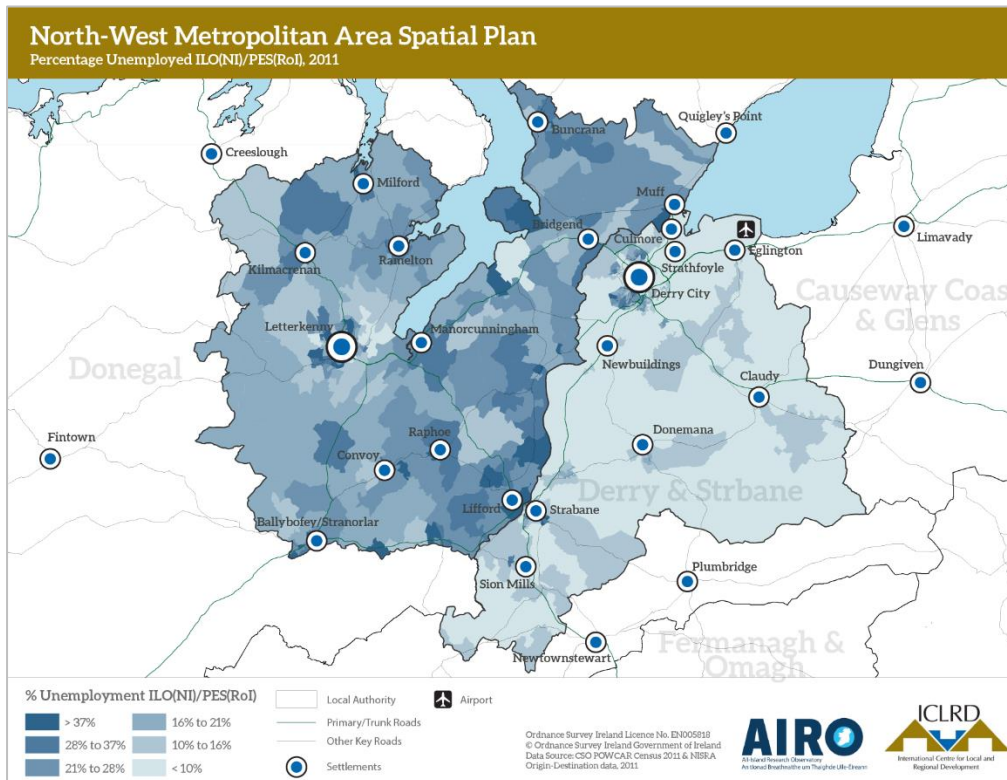 North-West Metropolitan Area Spatial Plan
Percentage Unemployed ILO(NI)/PES(RoI), 2011
Buncrana
Quigley's Point
Creeslough
Milford
Muff
Bridgend
Culmore
Limavady
Eglington
Kilmacrenan
Ramelton
Strathfoyle
Derry City
Causeway Coast
& Glens
Letterkenny
Manorcunningham
Newbuildings
Donegal
Claudy
Dungiven
Fintown
Raphoe
Donemana
Convoy
Lifford
Derry & Strbane
Strabane
Ballybofey/Stranorlar
Sion Mills
Plumbridge
Newtownstewart
Fermanagh &
Omagh
% Unemployment ILO(NI)/PES(RoI)
> 37%
28% to 37%
21% to 28%
16% to 21%
10% to 16%
< 10%
Local Authority
Primary/Trunk Roads
Other Key Roads
Settlements
Airport
Ordnance Survey Ireland Licence No. EN005818
© Ordnance Survey Ireland Government of Ireland
Data Source: CSO POWCAR Census 2011 & NISRA
Origin-Destination data, 2011
AIRO
All-Island Research Observatory
ICLRD
International Centre for Local and
Regional Development